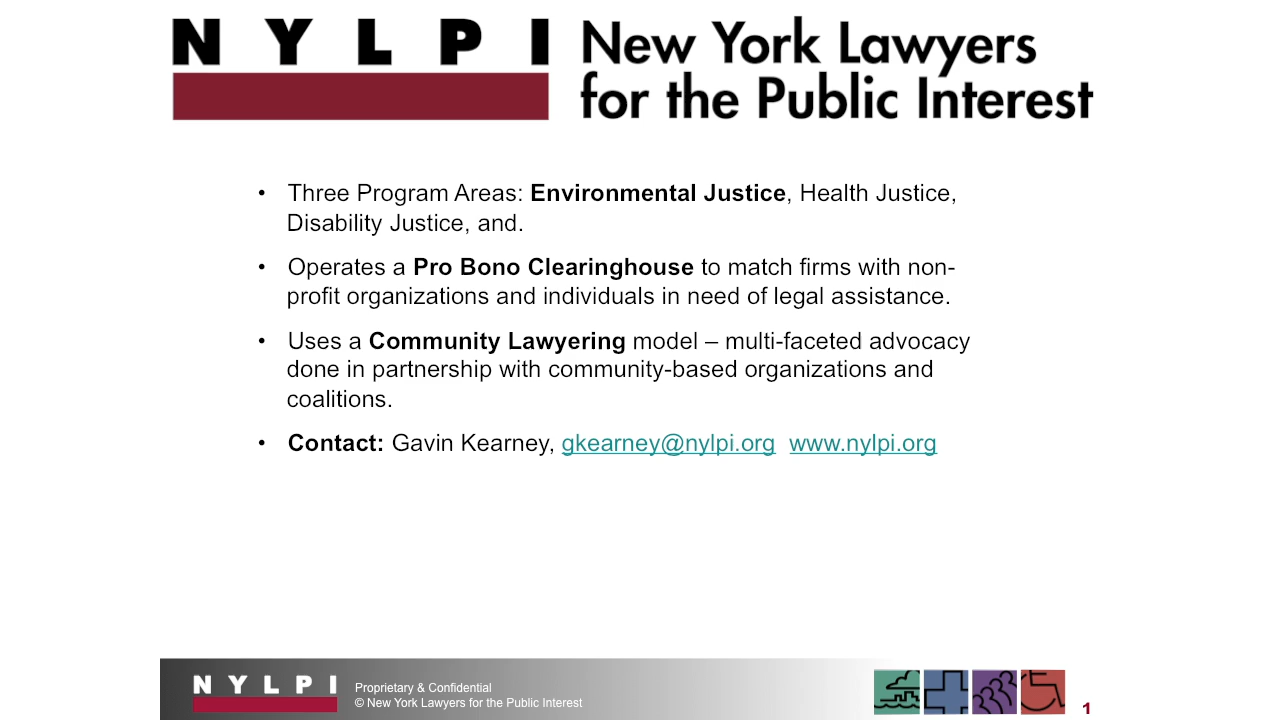 NYLPI New York Lawyers
for the Public Interest
• Three Program Areas: Environmental Justice, Health Justice,
Disability Justice, and.
• Operates a Pro Bono Clearinghouse to match firms with non-
profit organizations and individuals in need of legal assistance.
• Uses a Community Lawyering model – multi-faceted advocacy
done in partnership with community-based organizations and
coalitions.
• Contact: Gavin Kearney, gkearney@nylpi.org www.nylpi.org
NYLPI
Proprietary & Confidential
© New York Lawyers for the Public Interest
1